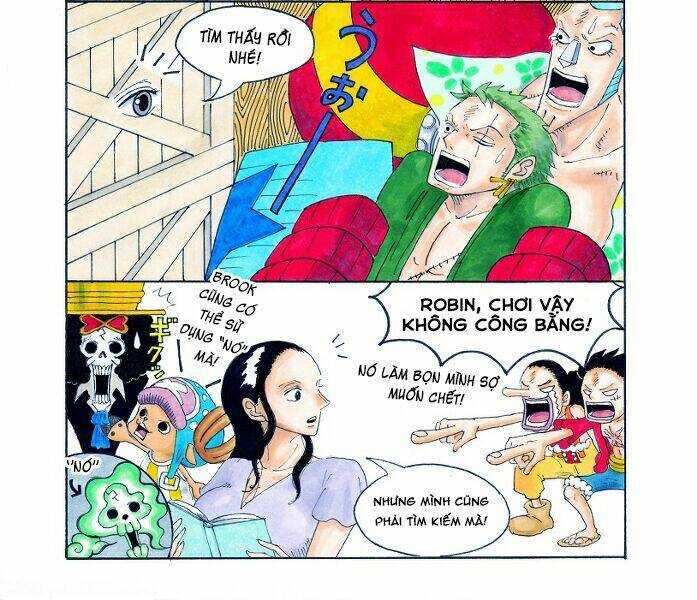 TÌM THẤY RỒI
NHÉ!
うおー
BROOK
CŨNG CÓ
THỂ SỬ
DỤNG "NÓ"
MÀ!
ギクッ
ROBIN, CHƠI VẬY
KHÔNG CÔNG BẰNG!
NÓ LÀM BỌN MÌNH SỢ
MUỐN CHẾT!
"NÓ"
NHƯNG MÌNH CŨNG
PHẢI TÌM KIẾM MÀ!